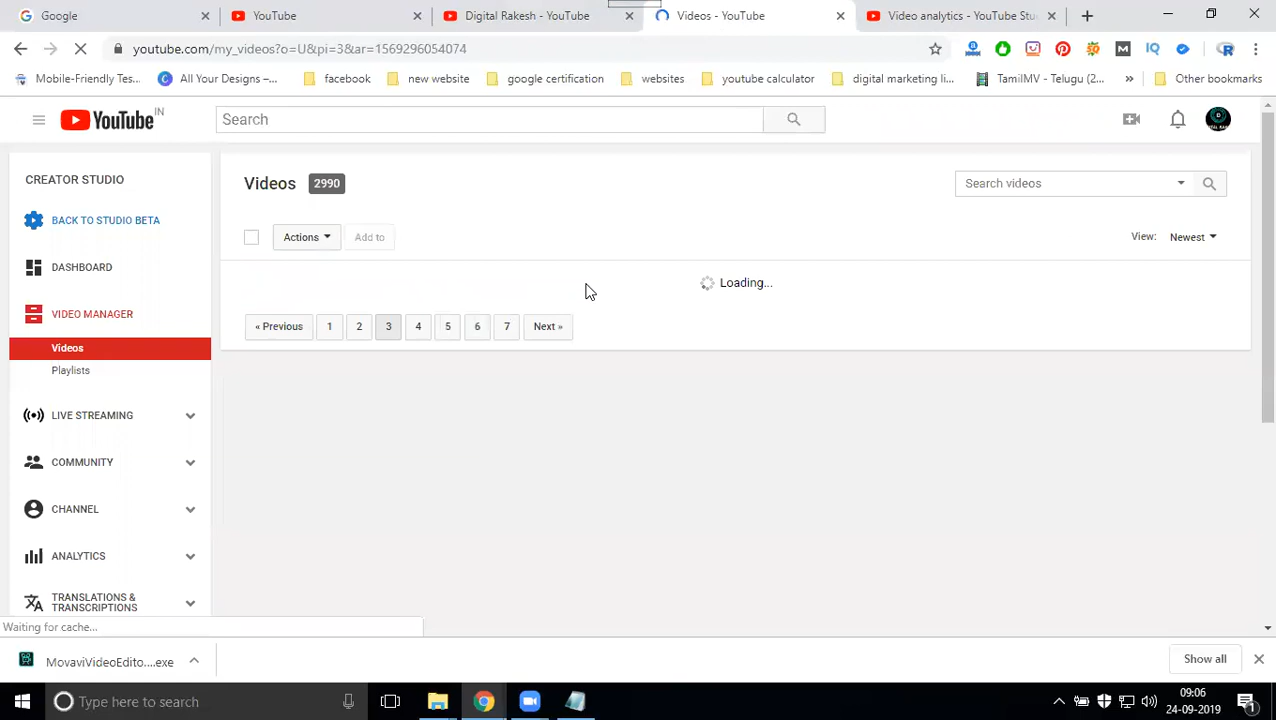 Google
YouTube
Digital Rakesh - YouTube
Videos - YouTube
Video analytics - YouTube Stu
youtube.com/my_videos?o=U&pi=3&ar=1569296054074
Mobile-Friendly Tes...
All Your Designs –...
facebook
new website
google certification
websites
youtube calculator
digital marketing li...
TamilMV - Telugu (2...
Other bookmarks
YouTube IN
Search
CREATOR STUDIO
BACK TO STUDIO BETA
DASHBOARD
VIDEO MANAGER
Videos
Playlists
LIVE STREAMING
COMMUNITY
CHANNEL
ANALYTICS
TRANSLATIONS &
TRANSCRIPTIONS
Videos 2990
Search videos
Actions
Add to
View: Newest
Loading...
« Previous 1 2 3 4 5 6 7 Next »
Waiting for cache...
MovaviVideoEdito....exe
Show all
Type here to search
09:06
24-09-2019